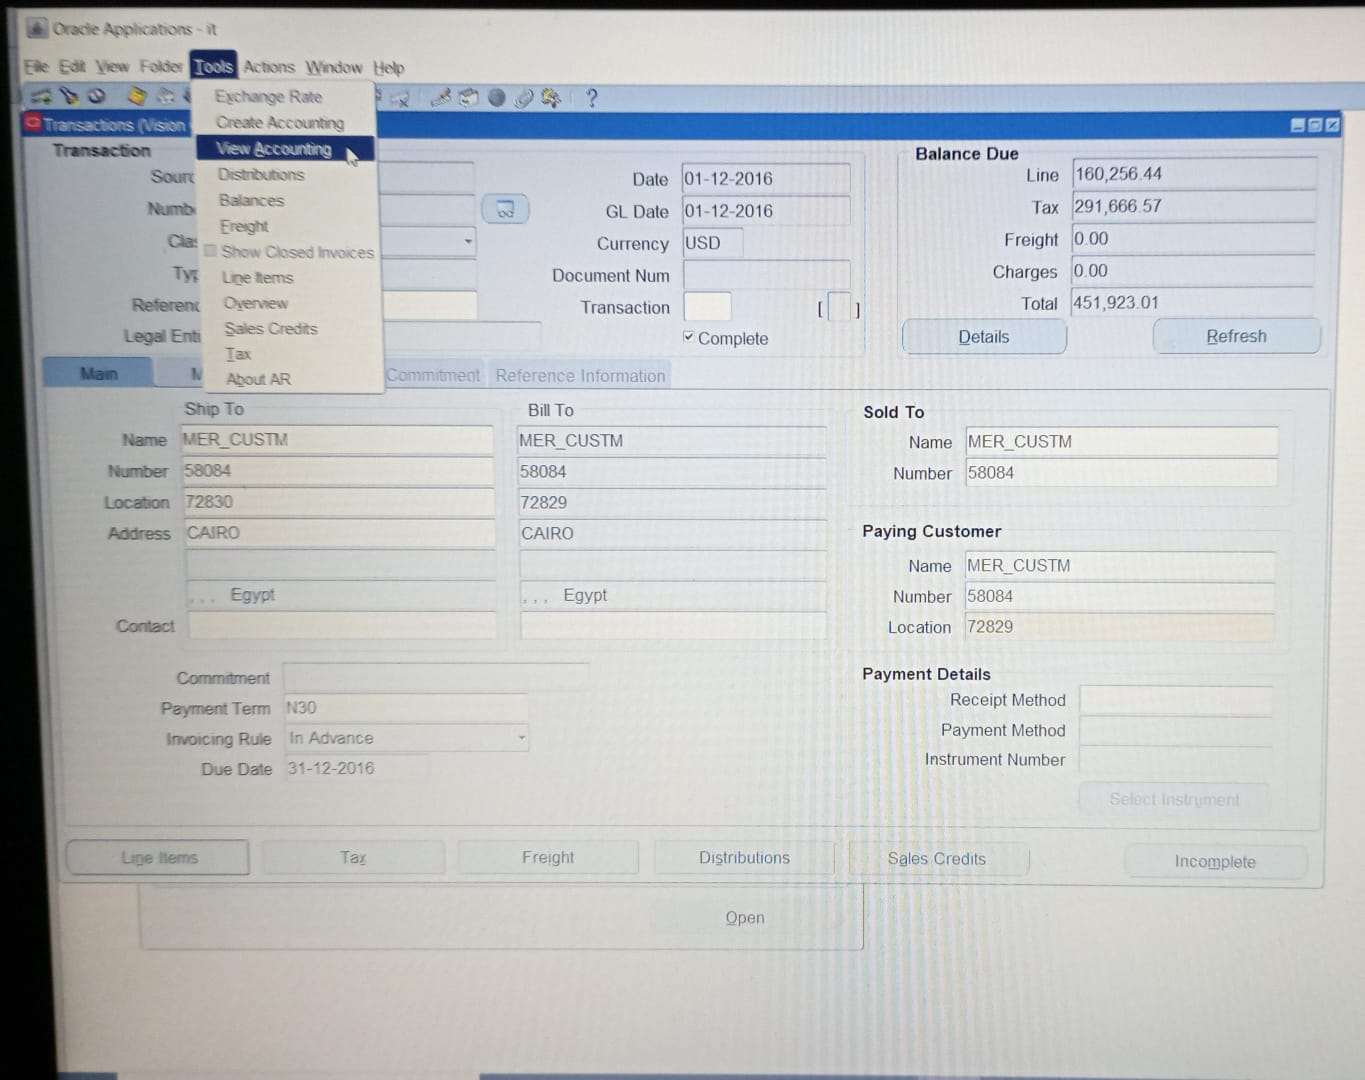 Oracle Applications - it
File Edit View Folder Tools Actions Window Help
Exchange Rate
Create Accounting
View Accounting
Distributions
Balances
Freight
Show Closed Invoices
Line Items
Overview
Sales Credits
Tax
About AR
Transactions (Vision
Transaction
Date 01-12-2016
GL Date 01-12-2016
Currency USD
Document Num
Transaction [ ]
Complete
Balance Due
Line 160,256.44
Tax 291,666.57
Freight 0.00
Charges 0.00
Total 451,923.01
Details Refresh
Main Commitment Reference Information
Ship To
Name MER_CUSTM
Number 58084
Location 72830
Address CAIRO
, , , Egypt
Contact
Bill To
MER_CUSTM
58084
72829
CAIRO
, , , Egypt
Sold To
Name MER_CUSTM
Number 58084
Paying Customer
Name MER_CUSTM
Number 58084
Location 72829
Commitment
Payment Term N30
Invoicing Rule In Advance
Due Date 31-12-2016
Payment Details
Receipt Method
Payment Method
Instrument Number
Select Instrument
Line Items Tax Freight Distributions Sales Credits Incomplete
Open